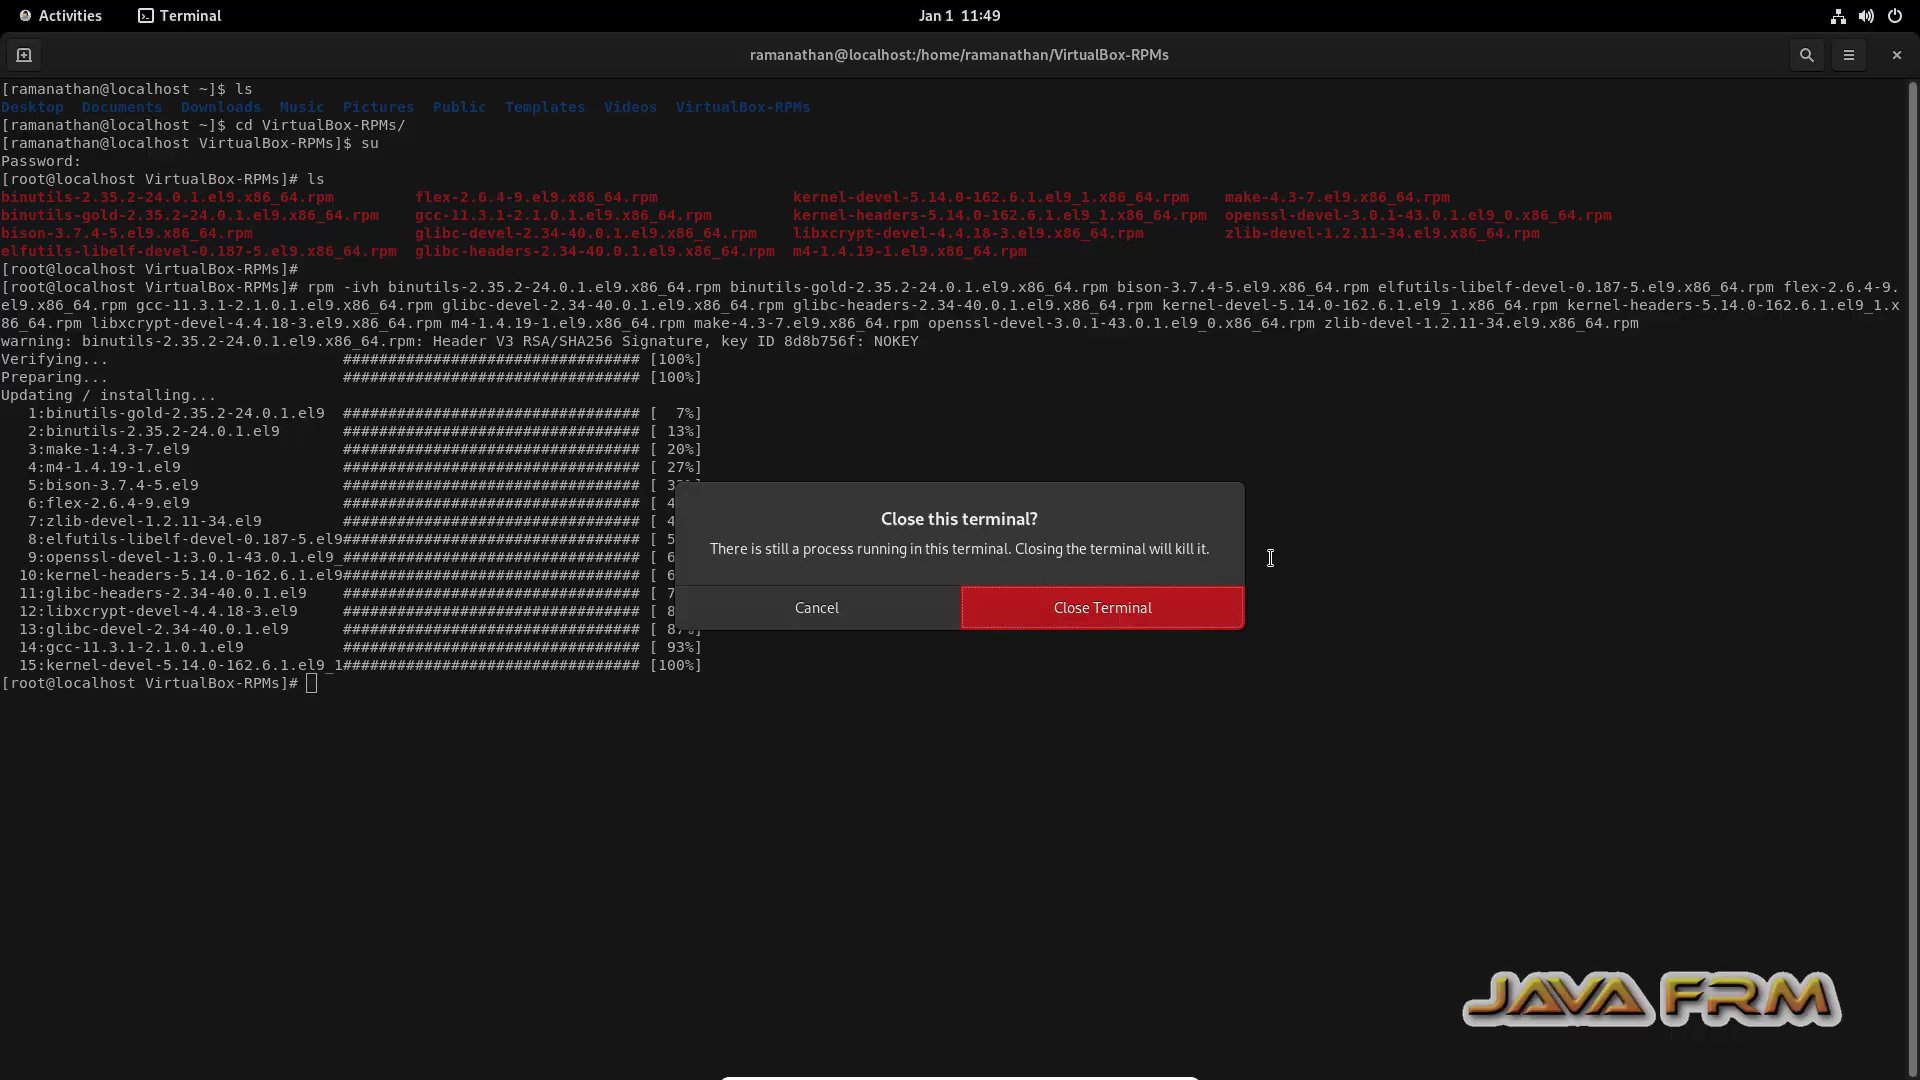 Activities Terminal Jan 1 11:49
ramanathan@localhost:/home/ramanathan/VirtualBox-RPMs
[ramanathan@localhost ~]$ ls
Desktop Documents Downloads Music Pictures Public Templates Videos VirtualBox-RPMs
[ramanathan@localhost ~]$ cd VirtualBox-RPMs/
[ramanathan@localhost VirtualBox-RPMs]$ su
Password:
[root@localhost VirtualBox-RPMs]# ls
binutils-2.35.2-24.0.1.el9.x86_64.rpm flex-2.6.4-9.el9.x86_64.rpm kernel-devel-5.14.0-162.6.1.el9_1.x86_64.rpm make-4.3-7.el9.x86_64.rpm
binutils-gold-2.35.2-24.0.1.el9.x86_64.rpm gcc-11.3.1-2.1.0.1.el9.x86_64.rpm kernel-headers-5.14.0-162.6.1.el9_1.x86_64.rpm openssl-devel-3.0.1-43.0.1.el9_0.x86_64.rpm
bison-3.7.4-5.el9.x86_64.rpm glibc-devel-2.34-40.0.1.el9.x86_64.rpm libxcrypt-devel-4.4.18-3.el9.x86_64.rpm zlib-devel-1.2.11-34.el9.x86_64.rpm
elfutils-libelf-devel-0.187-5.el9.x86_64.rpm glibc-headers-2.34-40.0.1.el9.x86_64.rpm m4-1.4.19-1.el9.x86_64.rpm
[root@localhost VirtualBox-RPMs]#
[root@localhost VirtualBox-RPMs]# rpm -ivh binutils-2.35.2-24.0.1.el9.x86_64.rpm binutils-gold-2.35.2-24.0.1.el9.x86_64.rpm bison-3.7.4-5.el9.x86_64.rpm elfutils-libelf-devel-0.187-5.el9.x86_64.rpm flex-2.6.4-9.
el9.x86_64.rpm gcc-11.3.1-2.1.0.1.el9.x86_64.rpm glibc-devel-2.34-40.0.1.el9.x86_64.rpm glibc-headers-2.34-40.0.1.el9.x86_64.rpm kernel-devel-5.14.0-162.6.1.el9_1.x86_64.rpm kernel-headers-5.14.0-162.6.1.el9_1.x
86_64.rpm libxcrypt-devel-4.4.18-3.el9.x86_64.rpm m4-1.4.19-1.el9.x86_64.rpm make-4.3-7.el9.x86_64.rpm openssl-devel-3.0.1-43.0.1.el9_0.x86_64.rpm zlib-devel-1.2.11-34.el9.x86_64.rpm
warning: binutils-2.35.2-24.0.1.el9.x86_64.rpm: Header V3 RSA/SHA256 Signature, key ID 8d8b756f: NOKEY
Verifying... ################################# [100%]
Preparing... ################################# [100%]
Updating / installing...
1:binutils-gold-2.35.2-24.0.1.el9 ################################# [ 7%]
2:binutils-2.35.2-24.0.1.el9 ################################# [ 13%]
3:make-1:4.3-7.el9 ################################# [ 20%]
4:m4-1.4.19-1.el9 ################################# [ 27%]
5:bison-3.7.4-5.el9 ################################# [ 3
6:flex-2.6.4-9.el9 ################################# [ 4
7:zlib-devel-1.2.11-34.el9 ################################# [ 4
8:elfutils-libelf-devel-0.187-5.el9################################# [ 5
9:openssl-devel-1:3.0.1-43.0.1.el9_################################# [ 6
10:kernel-headers-5.14.0-162.6.1.el9################################# [ 6
11:glibc-headers-2.34-40.0.1.el9 ################################# [ 7
12:libxcrypt-devel-4.4.18-3.el9 ################################# [ 8
13:glibc-devel-2.34-40.0.1.el9 ################################# [ 87%]
14:gcc-11.3.1-2.1.0.1.el9 ################################# [ 93%]
15:kernel-devel-5.14.0-162.6.1.el9_1################################# [100%]
[root@localhost VirtualBox-RPMs]#
Close this terminal?
There is still a process running in this terminal. Closing the terminal will kill it.
Cancel Close Terminal
JAVA FRM